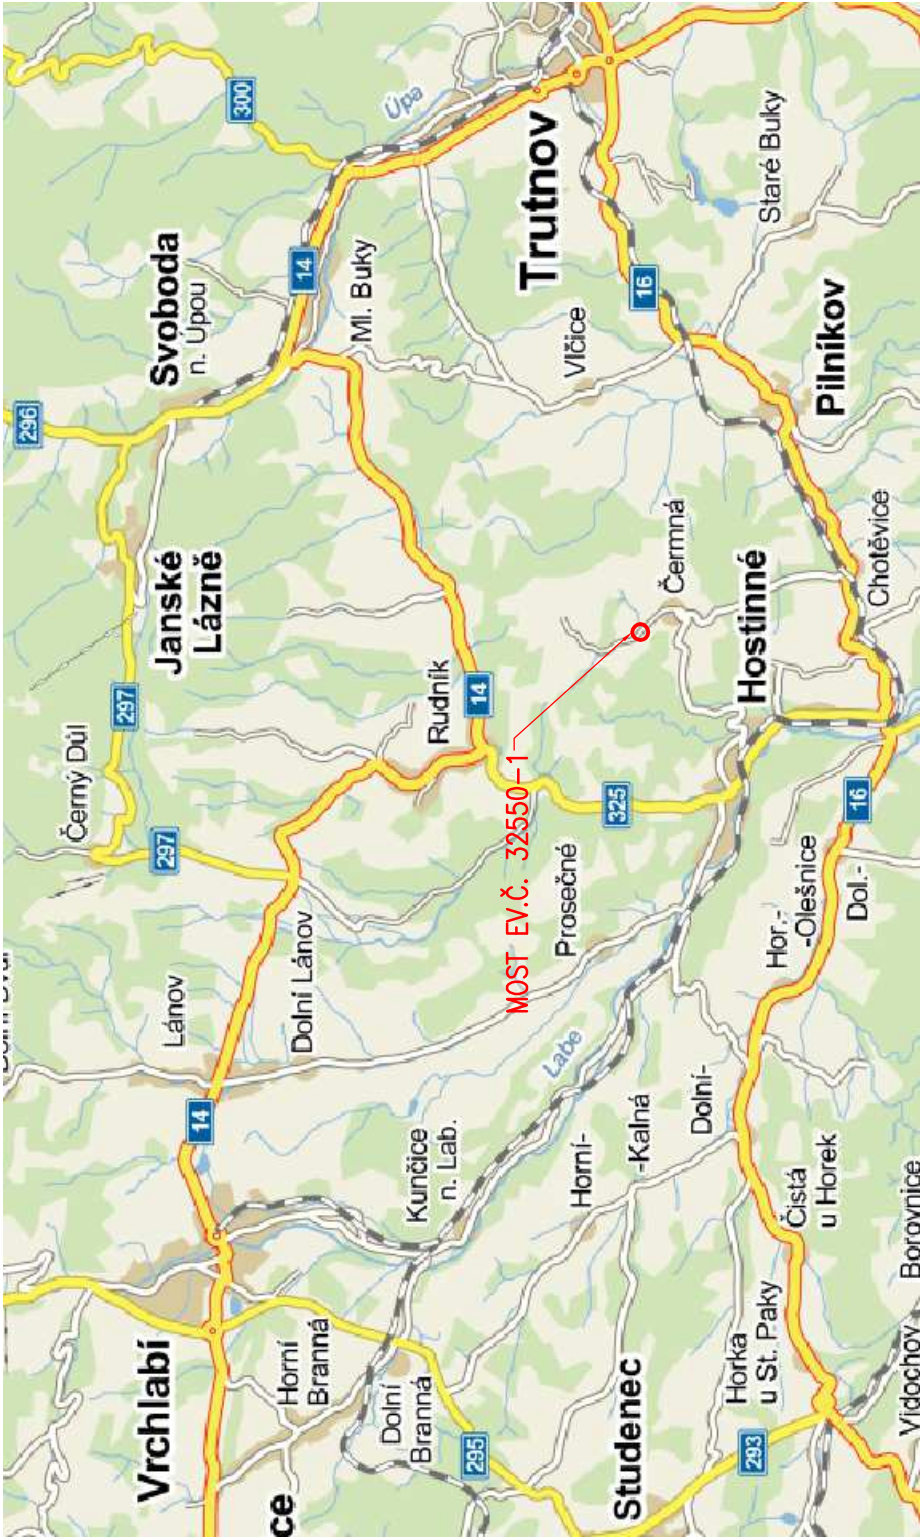 Vrchlabí
Horní
Branná
Dolní
Branná
295
Studenec
293
Horka
u St. Paky
Vidochov
Borovnice
Čistá
u Horek
Horní-
-Kalná
Dolní-
Kunčice
n. Lab.
Labe
14
Lánov
Dolní Lánov
297
Černý Důl
297
Janské
Lázně
Rudník
14
Prosečné
325
MOST EV.Č. 32550-1
Hor.-
-Olešnice
Dol.-
16
Hostinné
Čermná
Chotěvice
Pilníkov
Vlčice
16
Staré Buky
Trutnov
Ml. Buky
14
Svoboda
n. Úpou
296
300
Úpa
ce